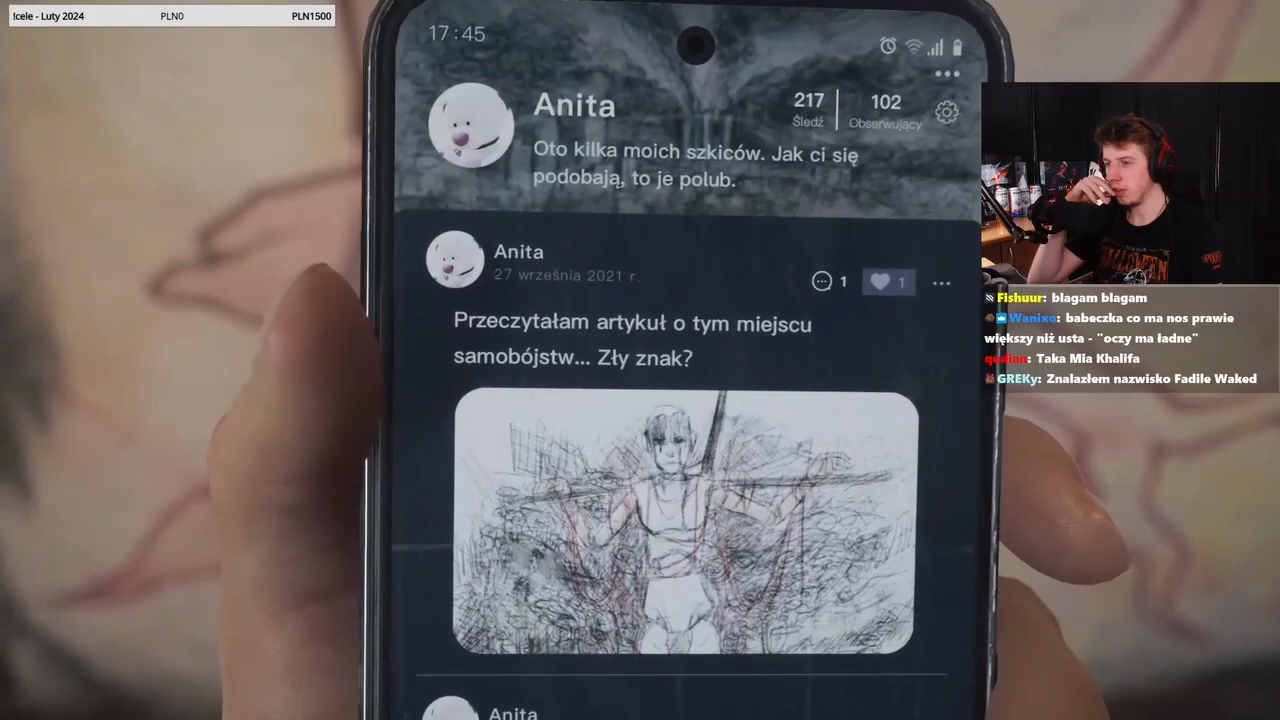 !cele - Luty 2024 PLN0 PLN1500
17:45
Anita
217
Śledź
102
Obserwujący
Oto kilka moich szkiców. Jak ci się
podobają, to je polub.
Anita
27 września 2021 r.
1
1
Przeczytałam artykuł o tym miejscu
samobójstw... Zły znak?
Anita
HALLOWEEN
Fishuur: blagam blagam
Wanixo: babeczka co ma nos prawie
większy niż usta - "oczy ma ładne"
Taka Mia Khalifa
GREKy: Znalazłem nazwisko Fadile Waked